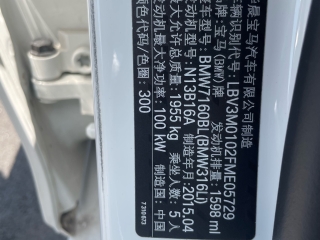 晨宝马汽车有限公司制造
车辆识别代号: LBV3M0102FME05729
品牌: 宝马 (BMW) 牌 发动机排量: 1598 ml
整车型号: BMW7160BL(BMW316Li)
最大允许总质量: 1955 kg 制造年月: 2015.04
发动机型号: N13B16A 乘坐人数: 5 人
发动机最大净功率: 100 kW 制造国: 中国
颜色代码/色图: 300
7310673